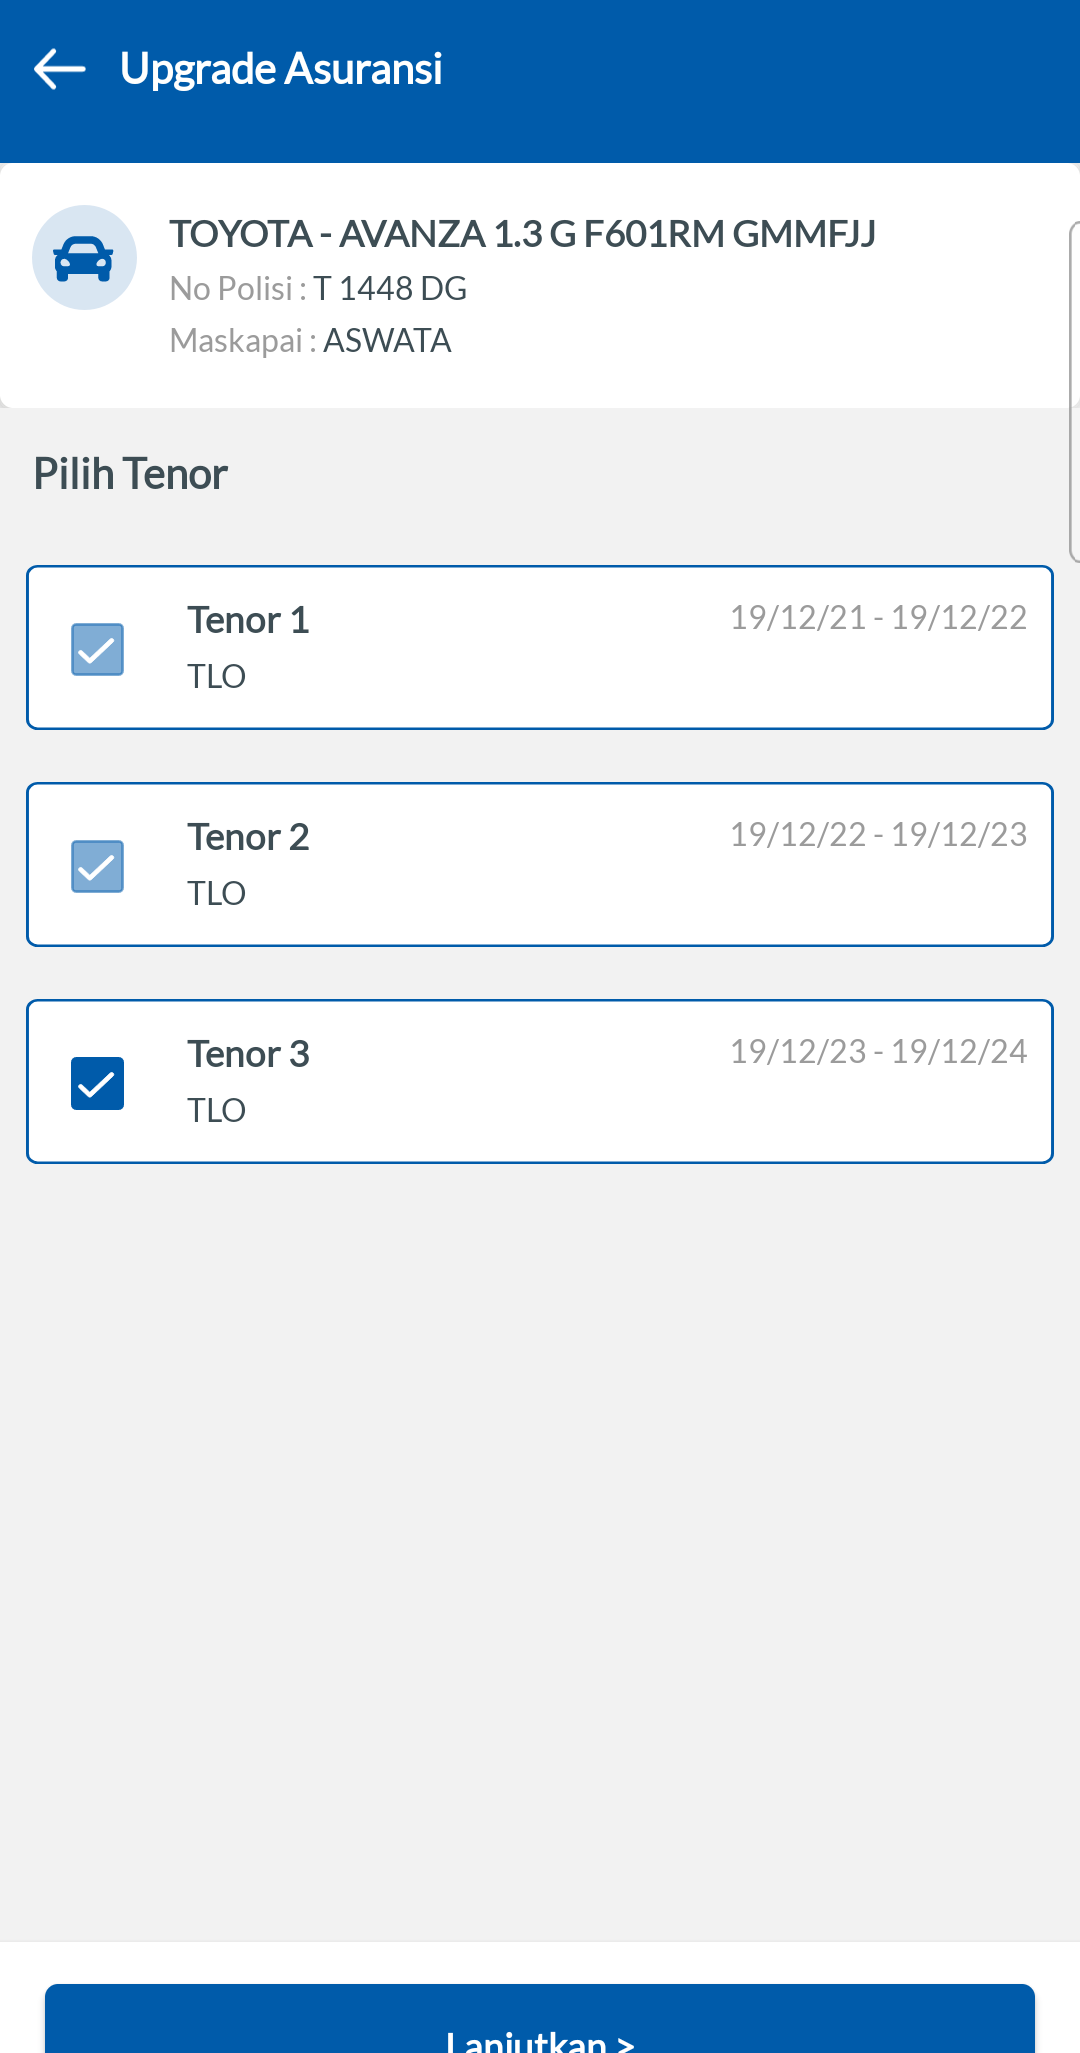 Upgrade Asuransi
TOYOTA - AVANZA 1.3 G F601RM GMMFJJ
No Polisi : T 1448 DG
Maskapai : ASWATA
Pilih Tenor
Tenor 1
19/12/21 - 19/12/22
TLO
Tenor 2
19/12/22 - 19/12/23
TLO
Tenor 3
19/12/23 - 19/12/24
TLO
Lanjutkan >